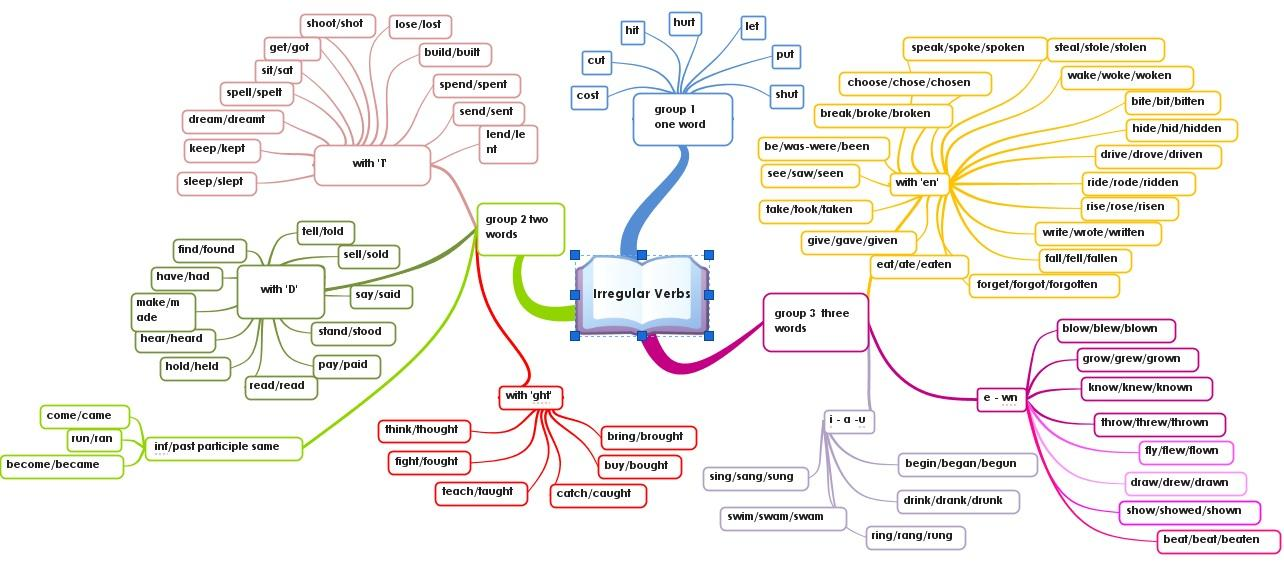 Irregular Verbs
group 1
one word
cost
cut
hit
hurt
let
put
shut
group 2 two
words
with 'T'
shoot/shot
lose/lost
get/got
build/built
sit/sat
spell/spelt
spend/spent
dream/dreamt
send/sent
keep/kept
lend/le
nt
sleep/slept
with 'D'
tell/told
find/found
sell/sold
have/had
say/said
make/m
ade
hear/heard
stand/stood
hold/held
pay/paid
read/read
inf/past participle same
come/came
run/ran
become/became
with 'ght'
think/thought
fight/fought
teach/taught
catch/caught
buy/bought
bring/brought
group 3 three
words
with 'en'
speak/spoke/spoken
steal/stole/stolen
choose/chose/chosen
wake/woke/woken
break/broke/broken
bite/bit/bitten
be/was-were/been
hide/hid/hidden
see/saw/seen
drive/drove/driven
take/took/taken
ride/rode/ridden
give/gave/given
rise/rose/risen
eat/ate/eaten
write/wrote/written
fall/fell/fallen
forget/forgot/forgotten
i - a -u
sing/sang/sung
swim/swam/swam
begin/began/begun
drink/drank/drunk
ring/rang/rung
e - wn
blow/blew/blown
grow/grew/grown
know/knew/known
throw/threw/thrown
fly/flew/flown
draw/drew/drawn
show/showed/shown
beat/beat/beaten